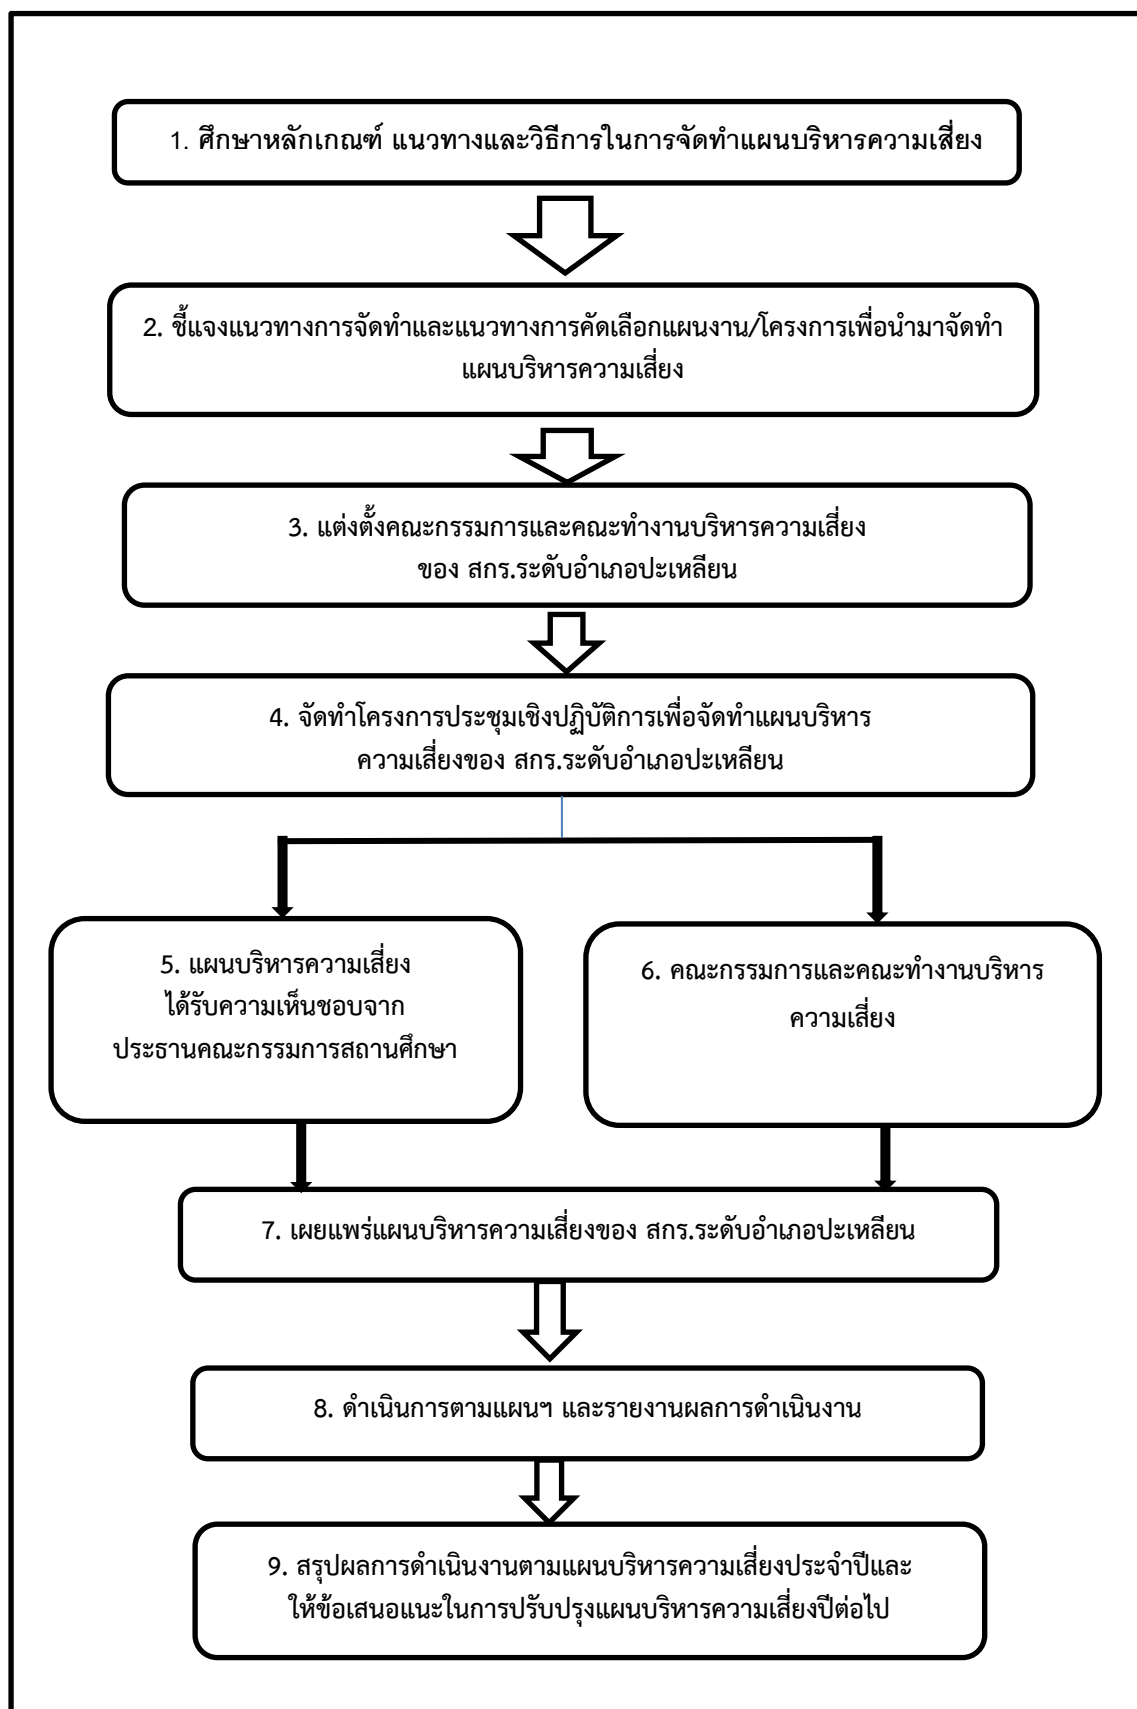 1. ศึกษาหลักเกณฑ์ แนวทางและวิธีการในการจัดทำแผนบริหารความเสี่ยง
2. ชี้แจงแนวทางการจัดทำและแนวทางการคัดเลือกแผนงาน/โครงการเพื่อนำมาจัดทำ
แผนบริหารความเสี่ยง
3. แต่งตั้งคณะกรรมการและคณะทำงานบริหารความเสี่ยง
ของ สกร.ระดับอำเภอปะเหลียน
4. จัดทำโครงการประชุมเชิงปฏิบัติการเพื่อจัดทำแผนบริหาร
ความเสี่ยงของ สกร.ระดับอำเภอปะเหลียน
5. แผนบริหารความเสี่ยง
ได้รับความเห็นชอบจาก
ประธานคณะกรรมการสถานศึกษา
6. คณะกรรมการและคณะทำงานบริหาร
ความเสี่ยง
7. เผยแพร่แผนบริหารความเสี่ยงของ สกร.ระดับอำเภอปะเหลียน
8. ดำเนินการตามแผนฯ และรายงานผลการดำเนินงาน
9. สรุปผลการดำเนินงานตามแผนบริหารความเสี่ยงประจำปีและ
ให้ข้อเสนอแนะในการปรับปรุงแผนบริหารความเสี่ยงปีต่อไป